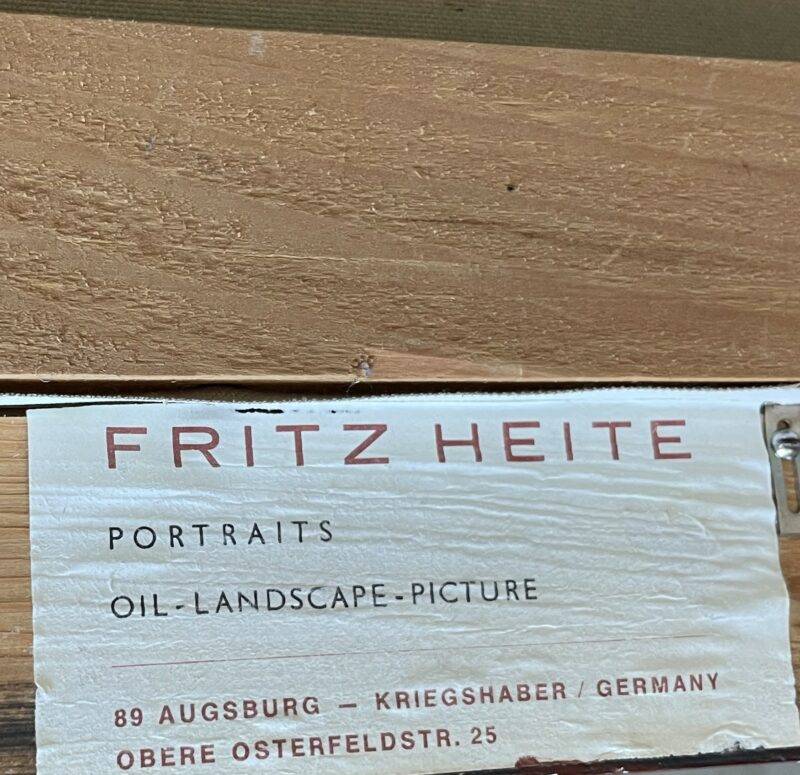 FRITZ HEITE
PORTRAITS
OIL-LANDSCAPE-PICTURE
89 AUGSBURG — KRIEGSHABER / GERMANY
OBERE OSTERFELDSTR. 25